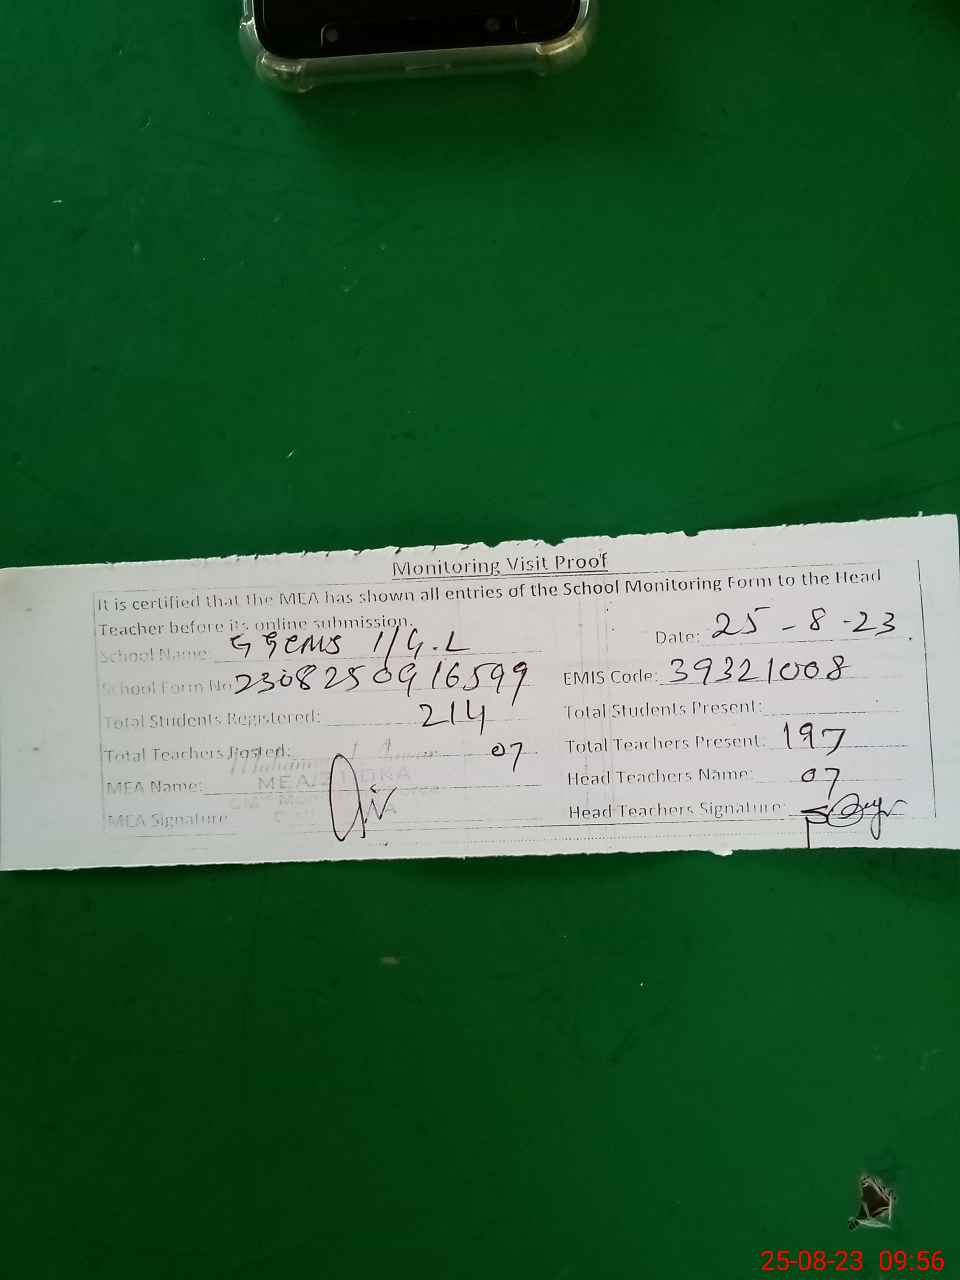 Monitoring Visit Proof
It is certified that the MEA has shown all entries of the School Monitoring Form to the Head
Teacher before its online submission.
Date: 25-8-23
School Name: GGEMS 1/G.L
School Form No 2308250916599 EMIS Code: 39321008
Total Students Registered: 214 Total Students Present:
Total Teachers Posted: 07 Total Teachers Present: 197
MEA Name: Head Teachers Name: 07
MEA Signature Head Teachers Signature:
25-08-23 09:56